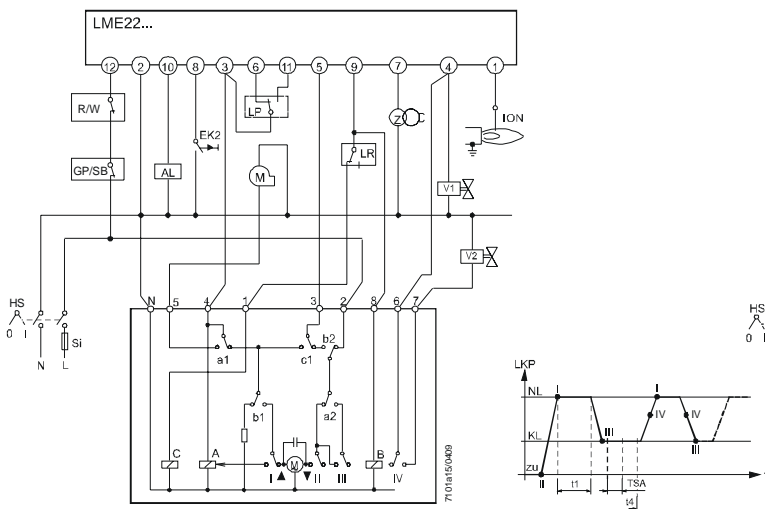 LME22...
12 2 10 8 3 6 11 5 9 7 4 1
R/W
LP
Z C
ION
EK2
GP/SB
AL
M
LR
V1
V2
HS
0 I
Si
N L
N 5 4 1 3 2 8 6 7
a1 c1 b2
b1 a2
C A B
I M II III IV
7101a15/0409
HS
0 I
LKP
NL
I I
IV IV
KL
III III
zu
II
t1
TSA
t4